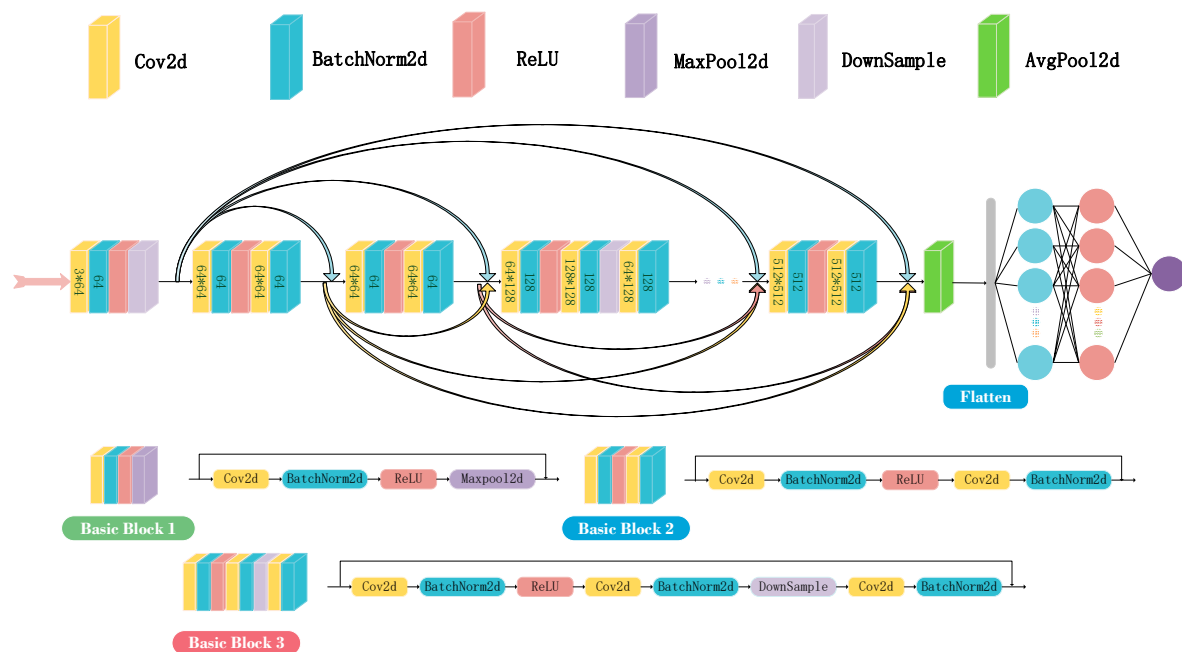 Cov2d
BatchNorm2d
ReLU
MaxPool2d
DownSample
AvgPool2d
3*64
64
64*64
64
64*64
64
64*64
64
64*64
64
64*128
128
128*128
128
64*128
128
512*512
512
512*512
512
Flatten
Cov2d
BatchNorm2d
ReLU
Maxpool2d
Basic Block 1
Cov2d
BatchNorm2d
ReLU
Cov2d
BatchNorm2d
Basic Block 2
Cov2d
BatchNorm2d
ReLU
Cov2d
BatchNorm2d
DownSample
Cov2d
BatchNorm2d
Basic Block 3